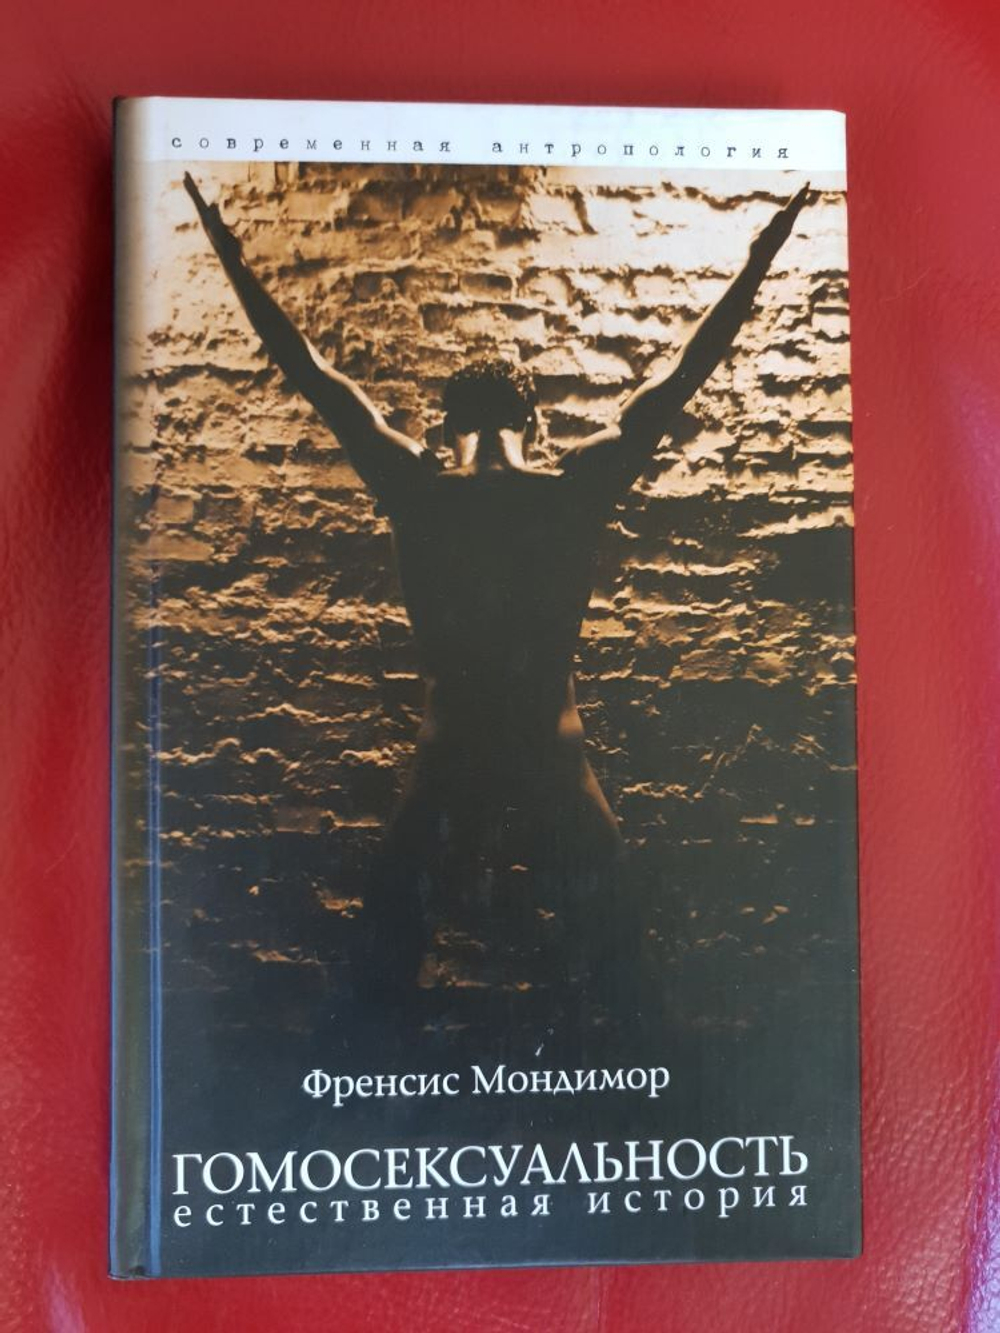 современная антропология
Френсис Мондимор
ГОМОСЕКСУАЛЬНОСТЬ
естественная история